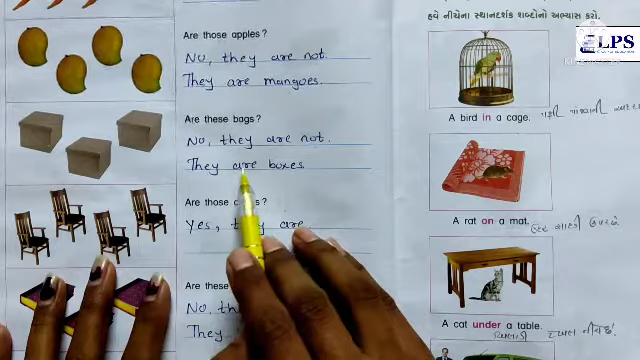 Are those apples?
No, they are not.
They are mangoes.
Are these bags?
No, they are not.
They are boxes.
Are those
Yes, they are.
Are these
No,
They
હવે નીચેના સ્થાનદર્શક શબ્દોનો અભ્યાસ કરો.
ELPS
A bird in a cage.
A rat on a mat.
A cat under a table.